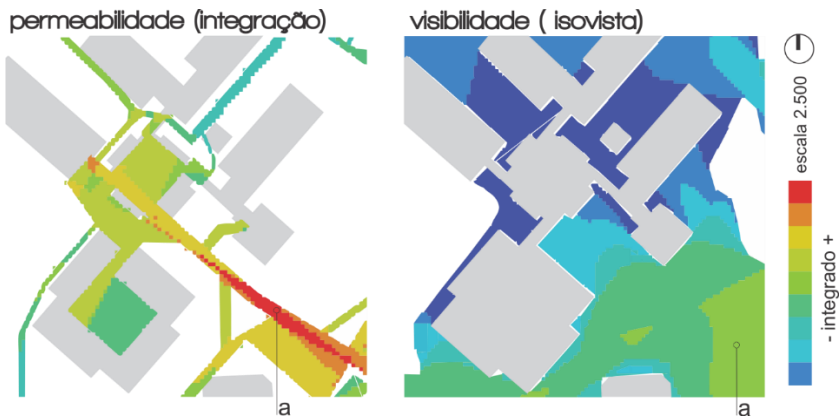 permeabilidade (integração)
visibilidade ( isovista)
escala 2.500
- integrado +
a
a